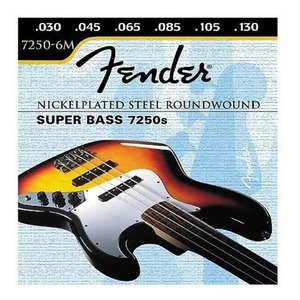 .030 .045 .065 .085 .105 .130
7250-6M
Fender
NICKELPLATED STEEL ROUNDWOUND
SUPER BASS 7250s